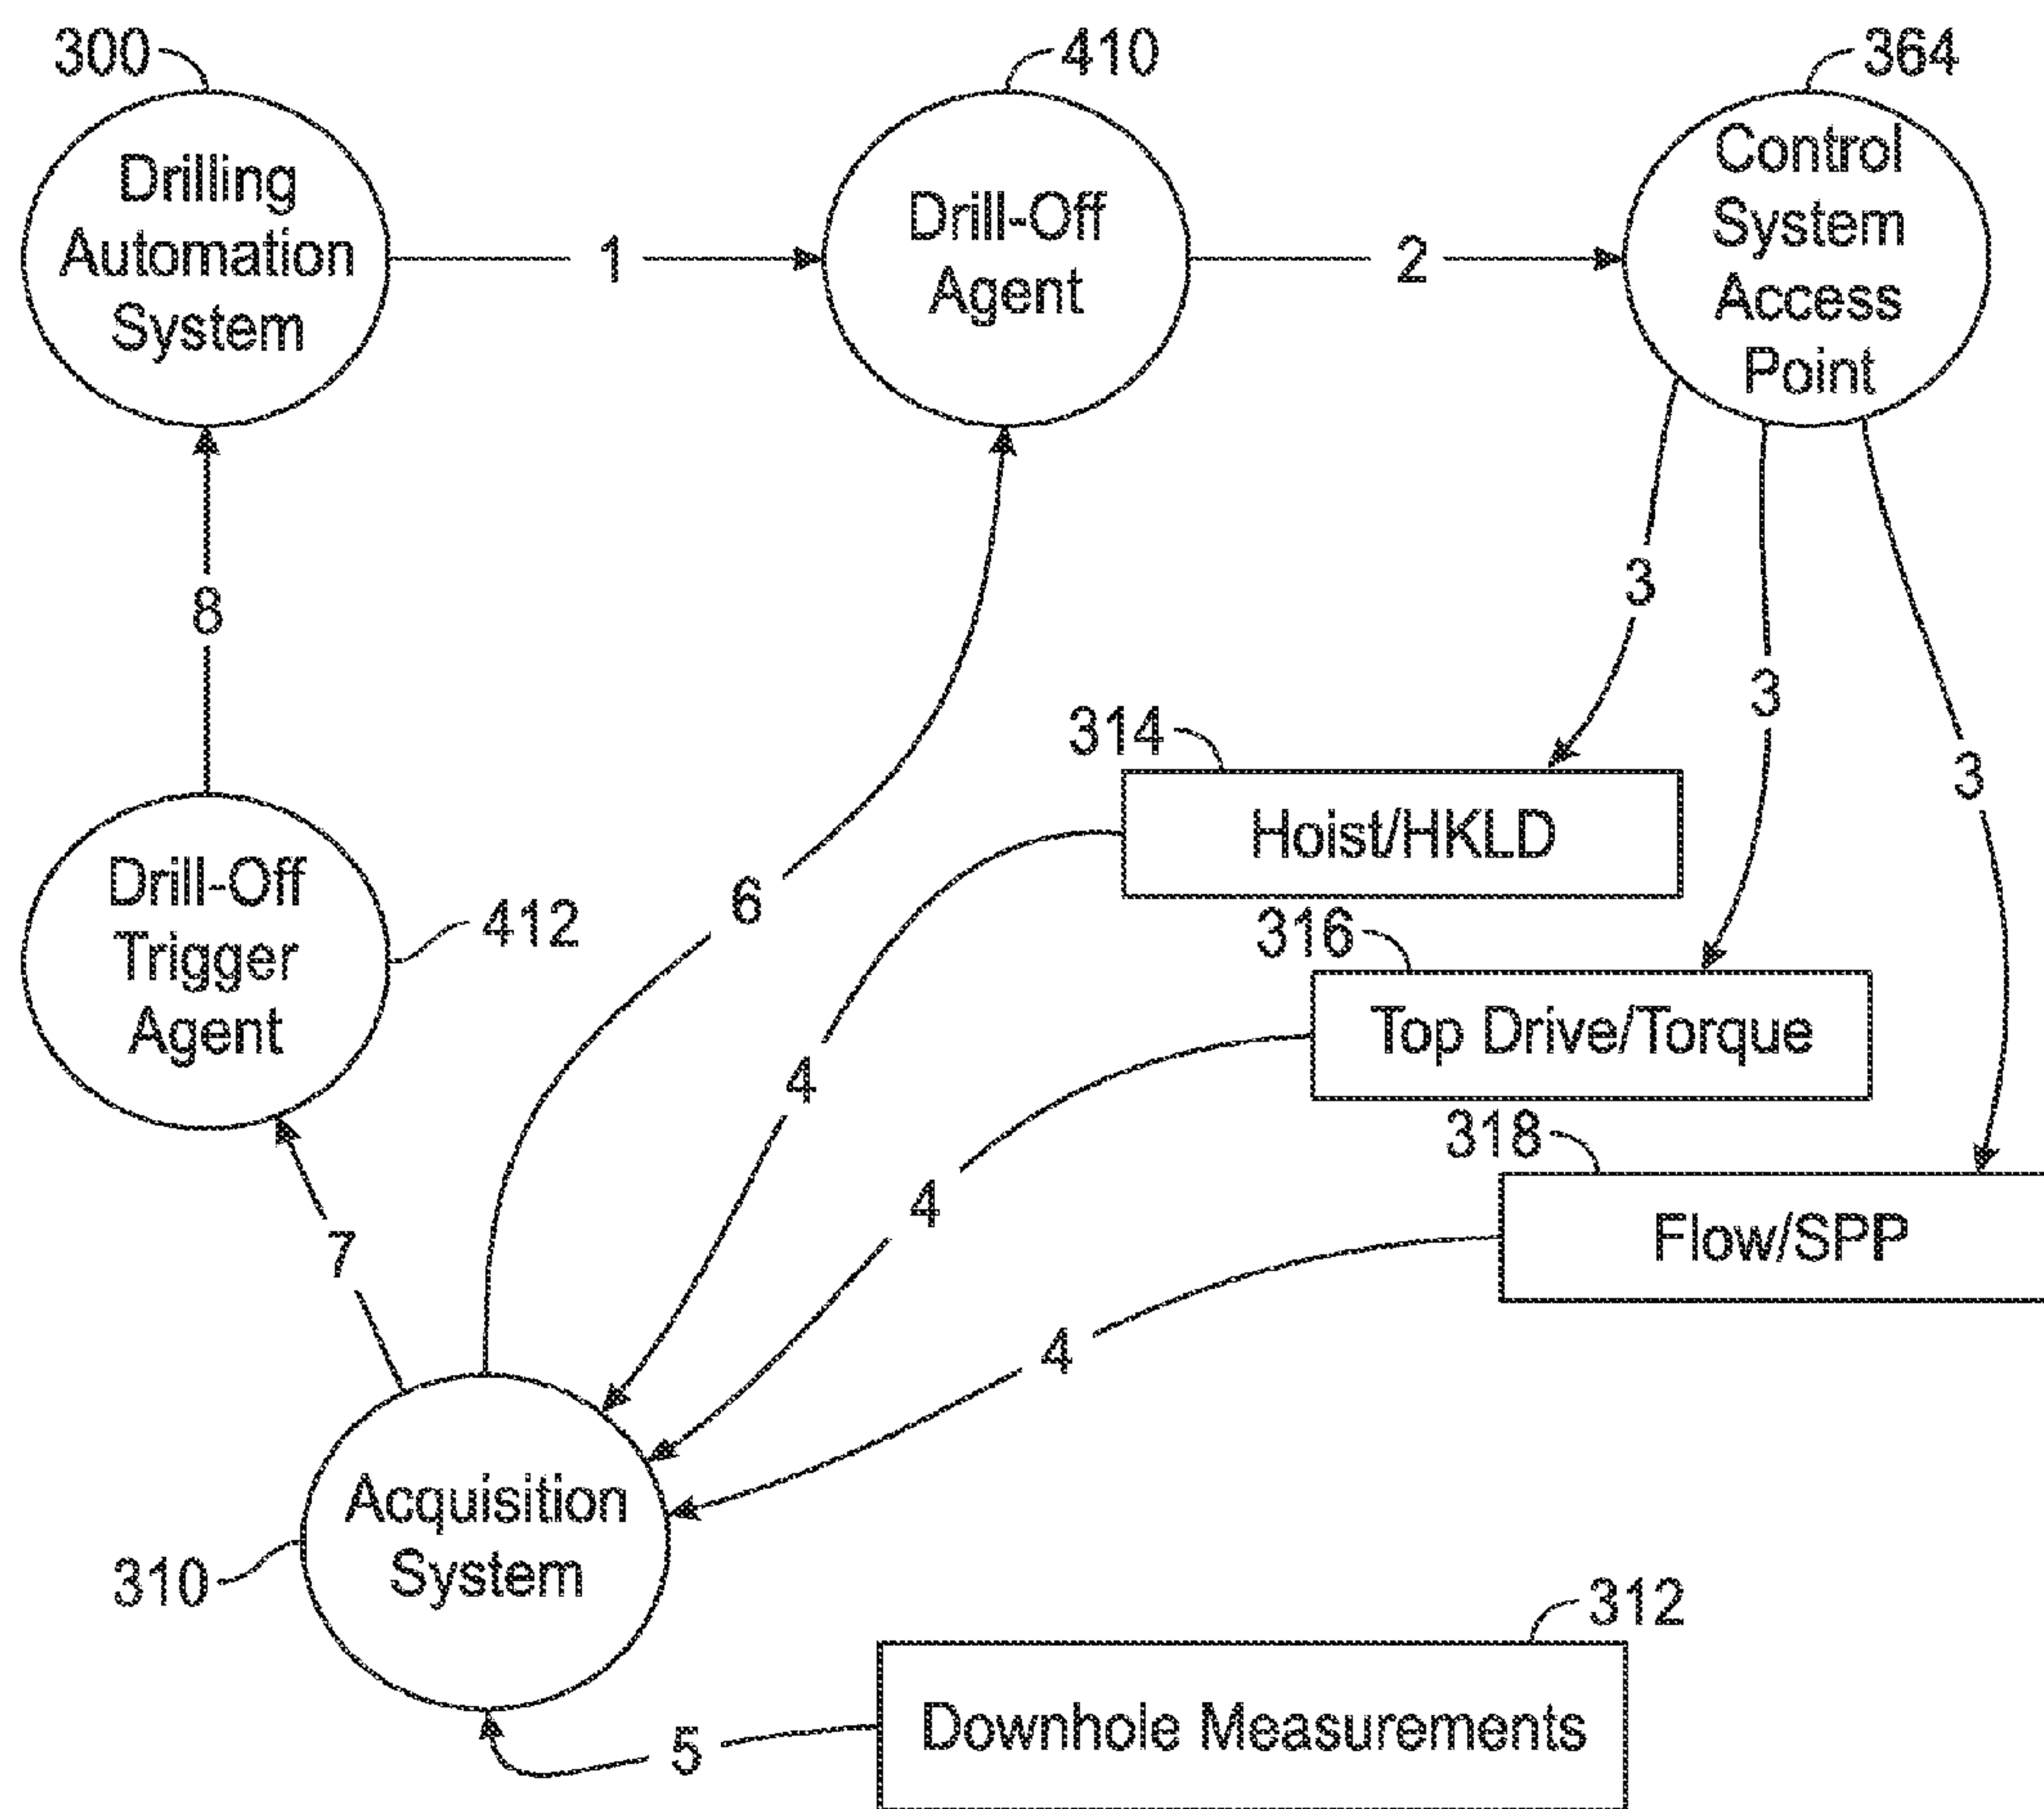 300
410
364
Drilling
Automation
System
1
Drill-Off
Agent
2
Control
System
Access
Point
8
3
3
3
314
Hoist/HKLD
Drill-Off
Trigger
Agent
412
6
316
Top Drive/Torque
4
318
Flow/SPP
4
7
4
Acquisition
System
310
312
Downhole Measurements
5